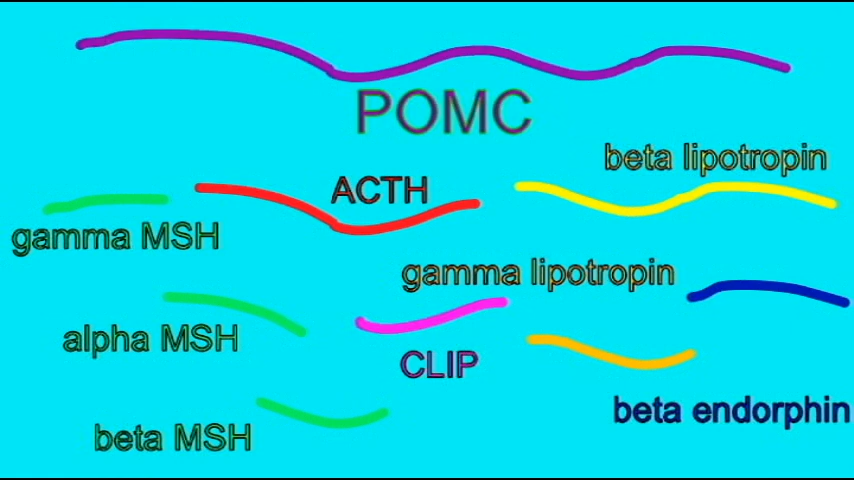 POMC
beta lipotropin
ACTH
gamma MSH
gamma lipotropin
alpha MSH
CLIP
beta endorphin
beta MSH